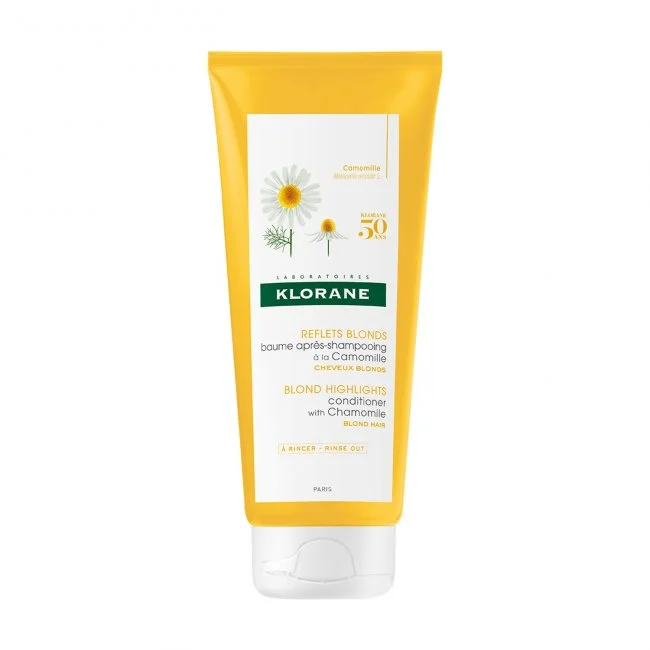 Camomille
KLORANE
50
ANS
LABORATOIRES
KLORANE
REFLETS BLONDS
baume après-shampooing
à la Camomille
CHEVEUX BLONDS
BLOND HIGHLIGHTS
conditioner
with Chamomile
BLOND HAIR
À RINCER - RINSE OUT
PARIS